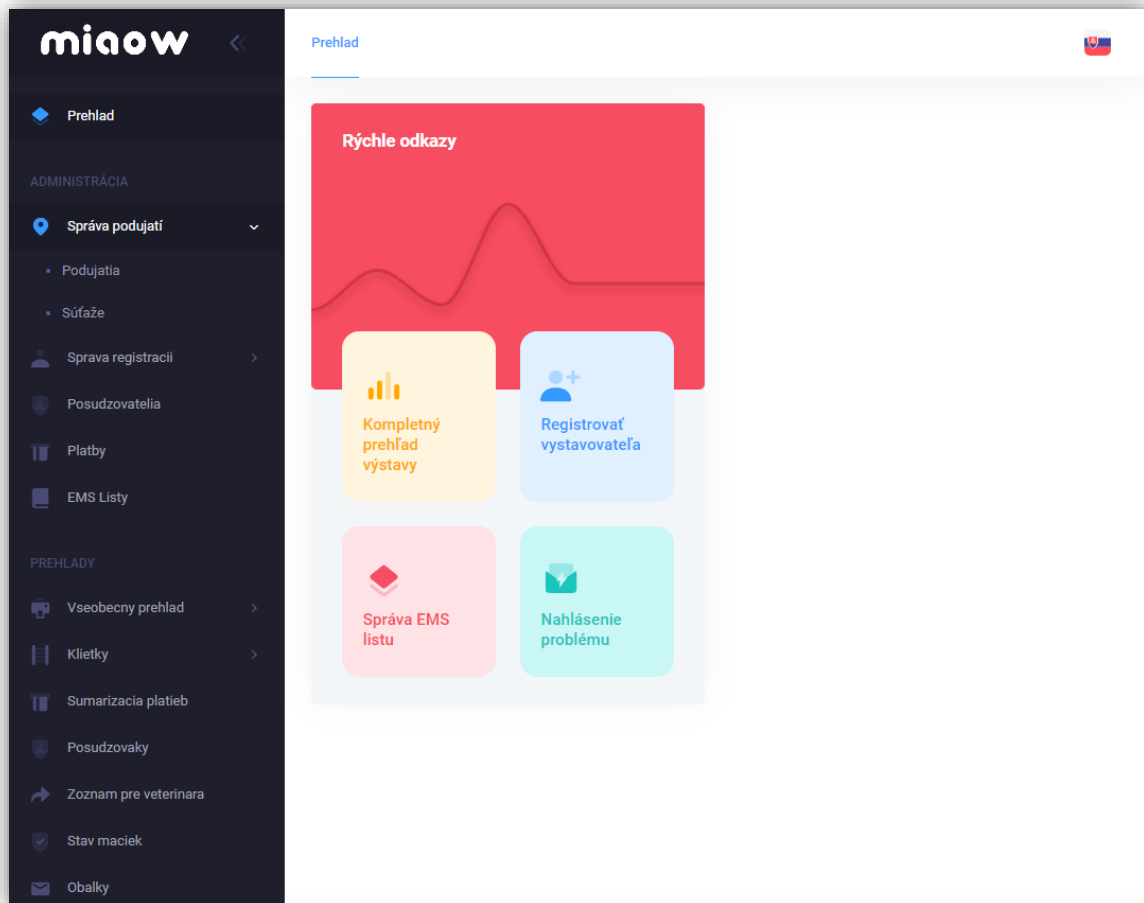 miaow
Prehlad
Prehlad
ADMINISTRÁCIA
Správa podujatí
Podujatia
Súťaže
Sprava registracii
Posudzovatelia
Platby
EMS Listy
PREHLADY
Vseobecny prehlad
Klietky
Sumarizacia platieb
Posudzovaky
Zoznam pre veterinara
Stav maciek
Obalky
Rýchle odkazy
Kompletný
prehľad
výstavy
Registrovať
vystavovateľa
Správa EMS
listu
Nahlásenie
problému